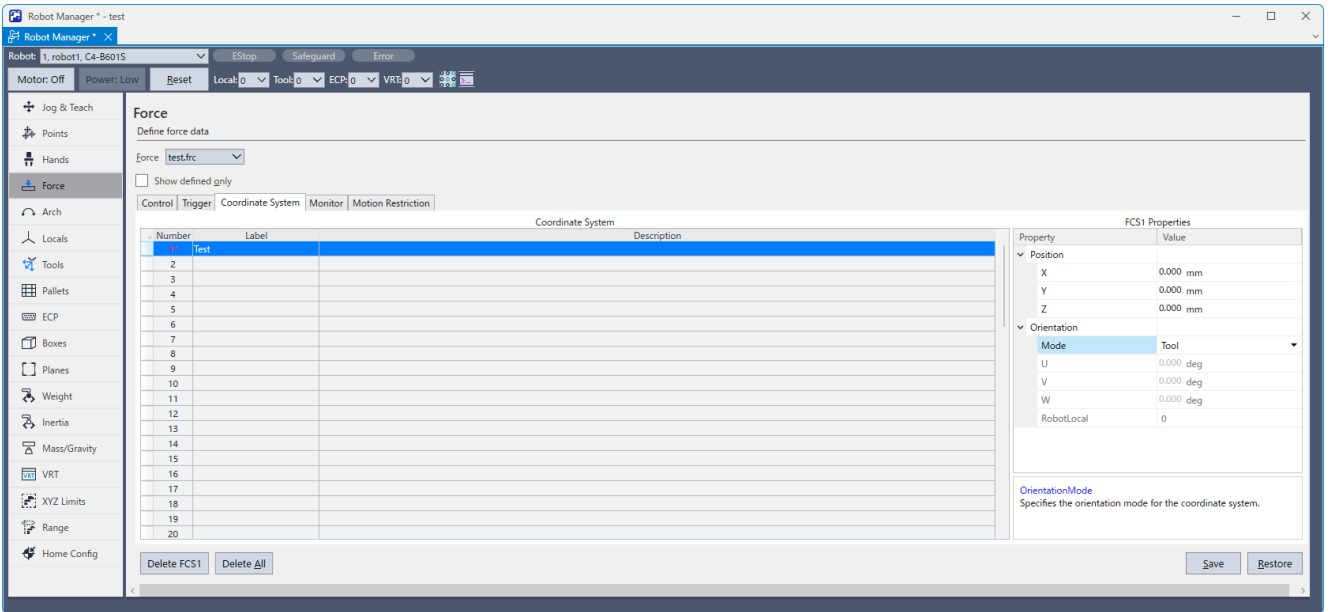 Robot Manager * - test
Robot Manager *
Robot: 1, robot1, C4-B601S EStop Safeguard Error
Motor: Off Power: Low Reset Local: 0 Tool: 0 ECP: 0 VRT: 0
Jog & Teach
Points
Hands
Force
Arch
Locals
Tools
Pallets
ECP
Boxes
Planes
Weight
Inertia
Mass/Gravity
VRT
XYZ Limits
Range
Home Config
Force
Define force data
Force test.frc
Show defined only
Control Trigger Coordinate System Monitor Motion Restriction
Coordinate System
Number Label Description
1* Test
2
3
4
5
6
7
8
9
10
11
12
13
14
15
16
17
18
19
20
FCS1 Properties
Property Value
Position
X 0.000 mm
Y 0.000 mm
Z 0.000 mm
Orientation
Mode Tool
U 0.000 deg
V 0.000 deg
W 0.000 deg
RobotLocal 0
OrientationMode
Specifies the orientation mode for the coordinate system.
Delete FCS1 Delete All Save Restore